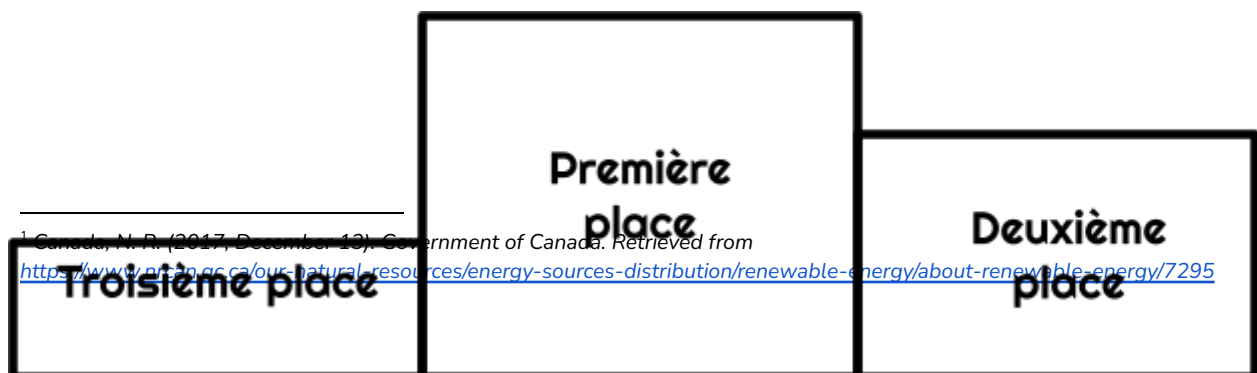 Première
place
Deuxième
place
Troisième place
1 Canada, N. R. (2017, December 13). Government of Canada. Retrieved from
https://www.nrcan.gc.ca/our-natural-resources/energy-sources-distribution/renewable-energy/about-renewable-energy/7295